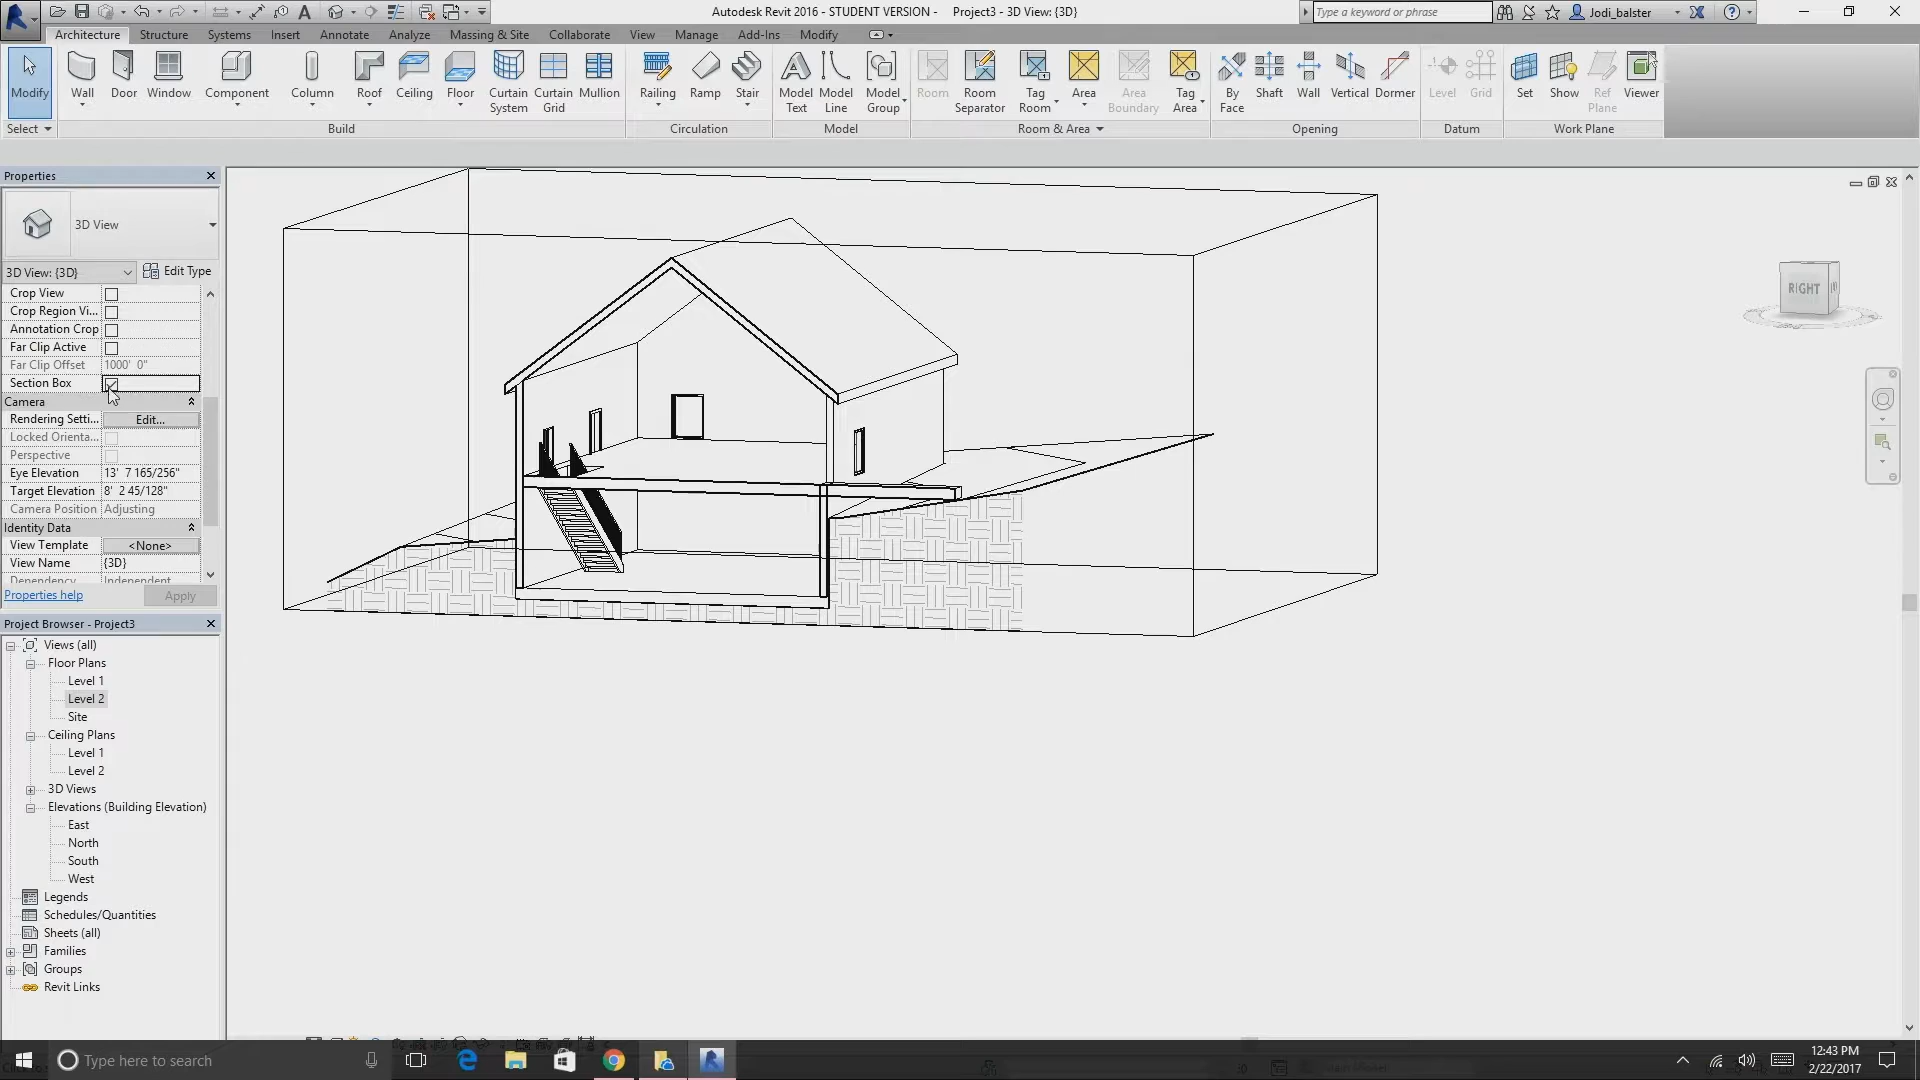 Autodesk Revit 2016 - STUDENT VERSION - Project3 - 3D View: {3D}
Type a keyword or phrase
Jodi_balster
Architecture Structure Systems Insert Annotate Analyze Massing & Site Collaborate View Manage Add-Ins Modify
Modify Wall Door Window Component Column Roof Ceiling Floor Curtain System Curtain Grid Mullion Railing Ramp Stair Model Text Model Line Model Group Room Room Separator Tag Room Area Area Boundary Tag Area By Face Shaft Wall Vertical Dormer Level Grid Set Show Ref Plane Viewer
Select Build Circulation Model Room & Area Opening Datum Work Plane
Properties
3D View
3D View: {3D} Edit Type
Crop View
Crop Region Vi...
Annotation Crop
Far Clip Active
Far Clip Offset 1000' 0"
Section Box
Camera
Rendering Setti... Edit...
Locked Orienta...
Perspective
Eye Elevation 13' 7 165/256"
Target Elevation 8' 2 45/128"
Camera Position Adjusting
Identity Data
View Template <None>
View Name {3D}
Dependency Independent
Properties help Apply
RIGHT
Project Browser - Project3
Views (all)
Floor Plans
Level 1
Level 2
Site
Ceiling Plans
Level 1
Level 2
3D Views
Elevations (Building Elevation)
East
North
South
West
Legends
Schedules/Quantities
Sheets (all)
Families
Groups
Revit Links
Type here to search
12:43 PM
2/22/2017